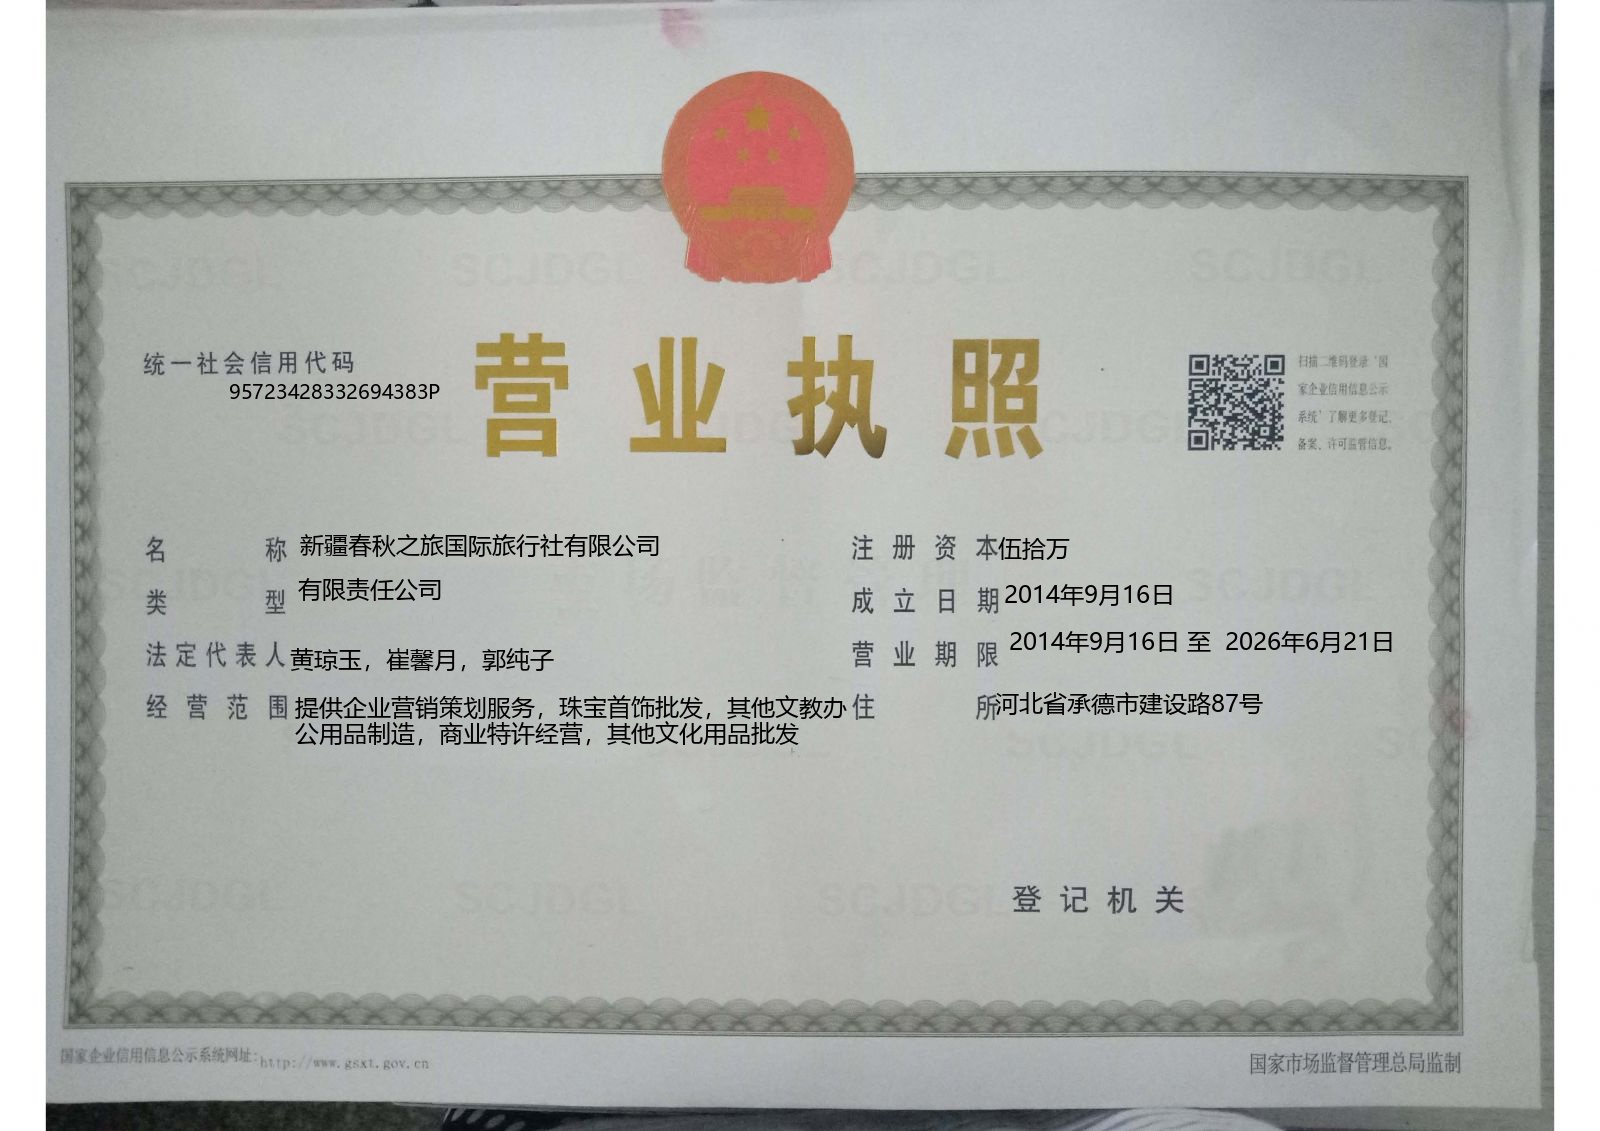 营业执照
统一社会信用代码
95723428332694383P
扫描二维码登录‘国
家企业信用信息公示
系统’了解更多登记、
备案、许可监管信息。
名称 新疆春秋之旅国际旅行社有限公司
类型 有限责任公司
法定代表人 黄琼玉，崔馨月，郭纯子
经营范围 提供企业营销策划服务，珠宝首饰批发，其他文教办
公用品制造，商业特许经营，其他文化用品批发
注册资本 伍拾万
成立日期 2014年9月16日
营业期限 2014年9月16日 至 2026年6月21日
住所 河北省承德市建设路87号
登记机关
国家企业信用信息公示系统网址: http://www.gsxt.gov.cn
国家市场监督管理总局监制
SCJDGL